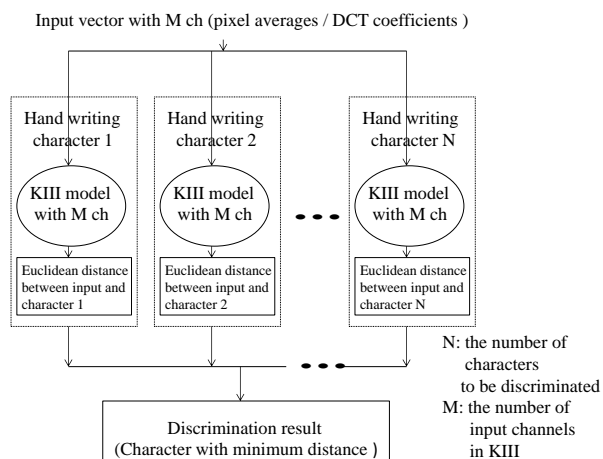 Input vector with M ch (pixel averages / DCT coefficients )
Hand writing
character 1
KIII model
with M ch
Euclidean distance
between input and
character 1
Hand writing
character 2
KIII model
with M ch
Euclidean distance
between input and
character 2
Hand writing
character N
KIII model
with M ch
Euclidean distance
between input and
character N
Discrimination result
(Character with minimum distance )
N: the number of
characters
to be discriminated
M: the number of
input channels
in KIII